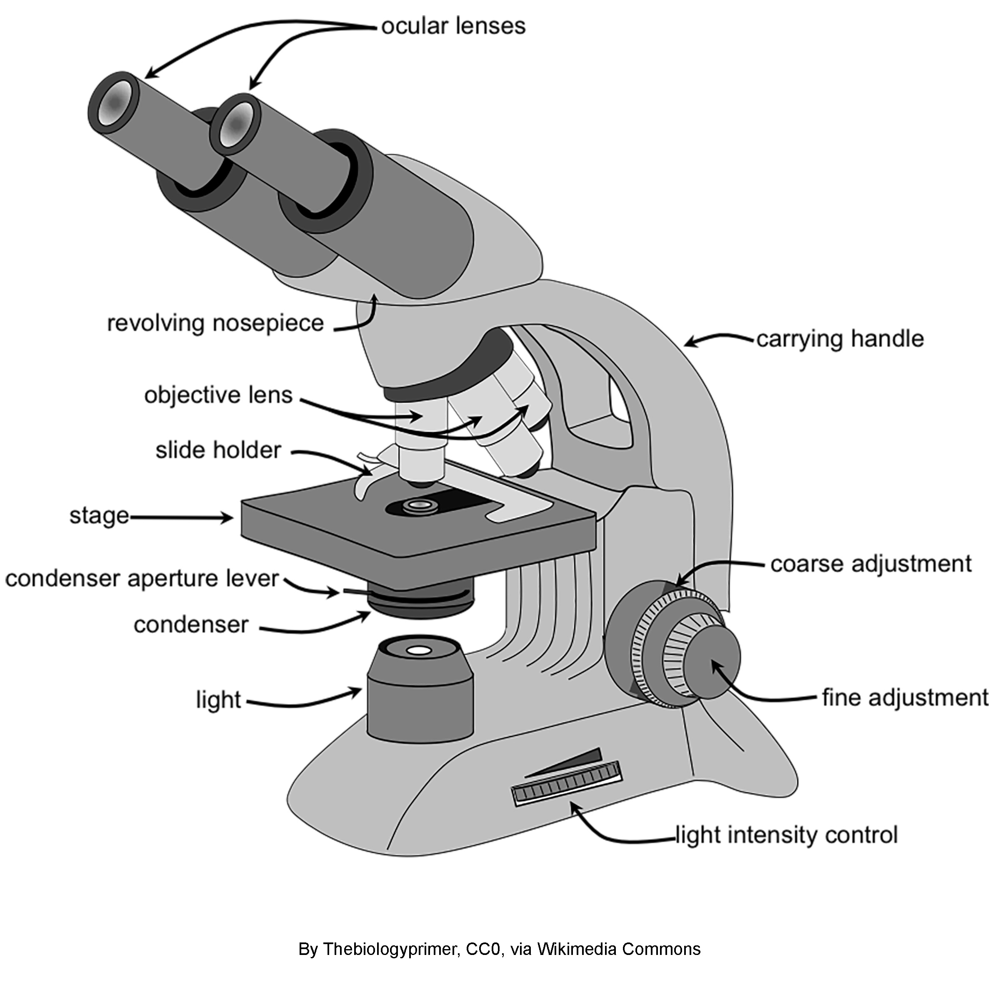 ocular lenses
revolving nosepiece
carrying handle
objective lens
slide holder
stage
coarse adjustment
condenser aperture lever
condenser
light
fine adjustment
light intensity control
By Thebiologyprimer, CC0, via Wikimedia Commons